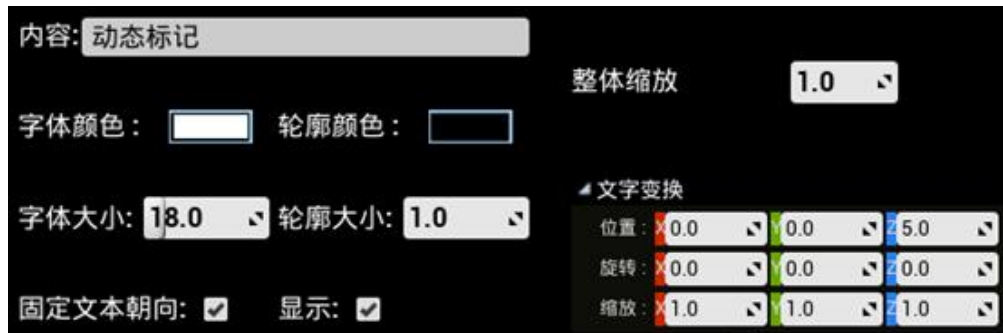 内容: 动态标记
字体颜色： 轮廓颜色：
字体大小: 18.0 轮廓大小: 1.0
固定文本朝向: 显示:
整体缩放 1.0
文字变换
位置： X 0.0 Y 0.0 Z 5.0
旋转： X 0.0 Y 0.0 Z 0.0
缩放： X 1.0 Y 1.0 Z 1.0